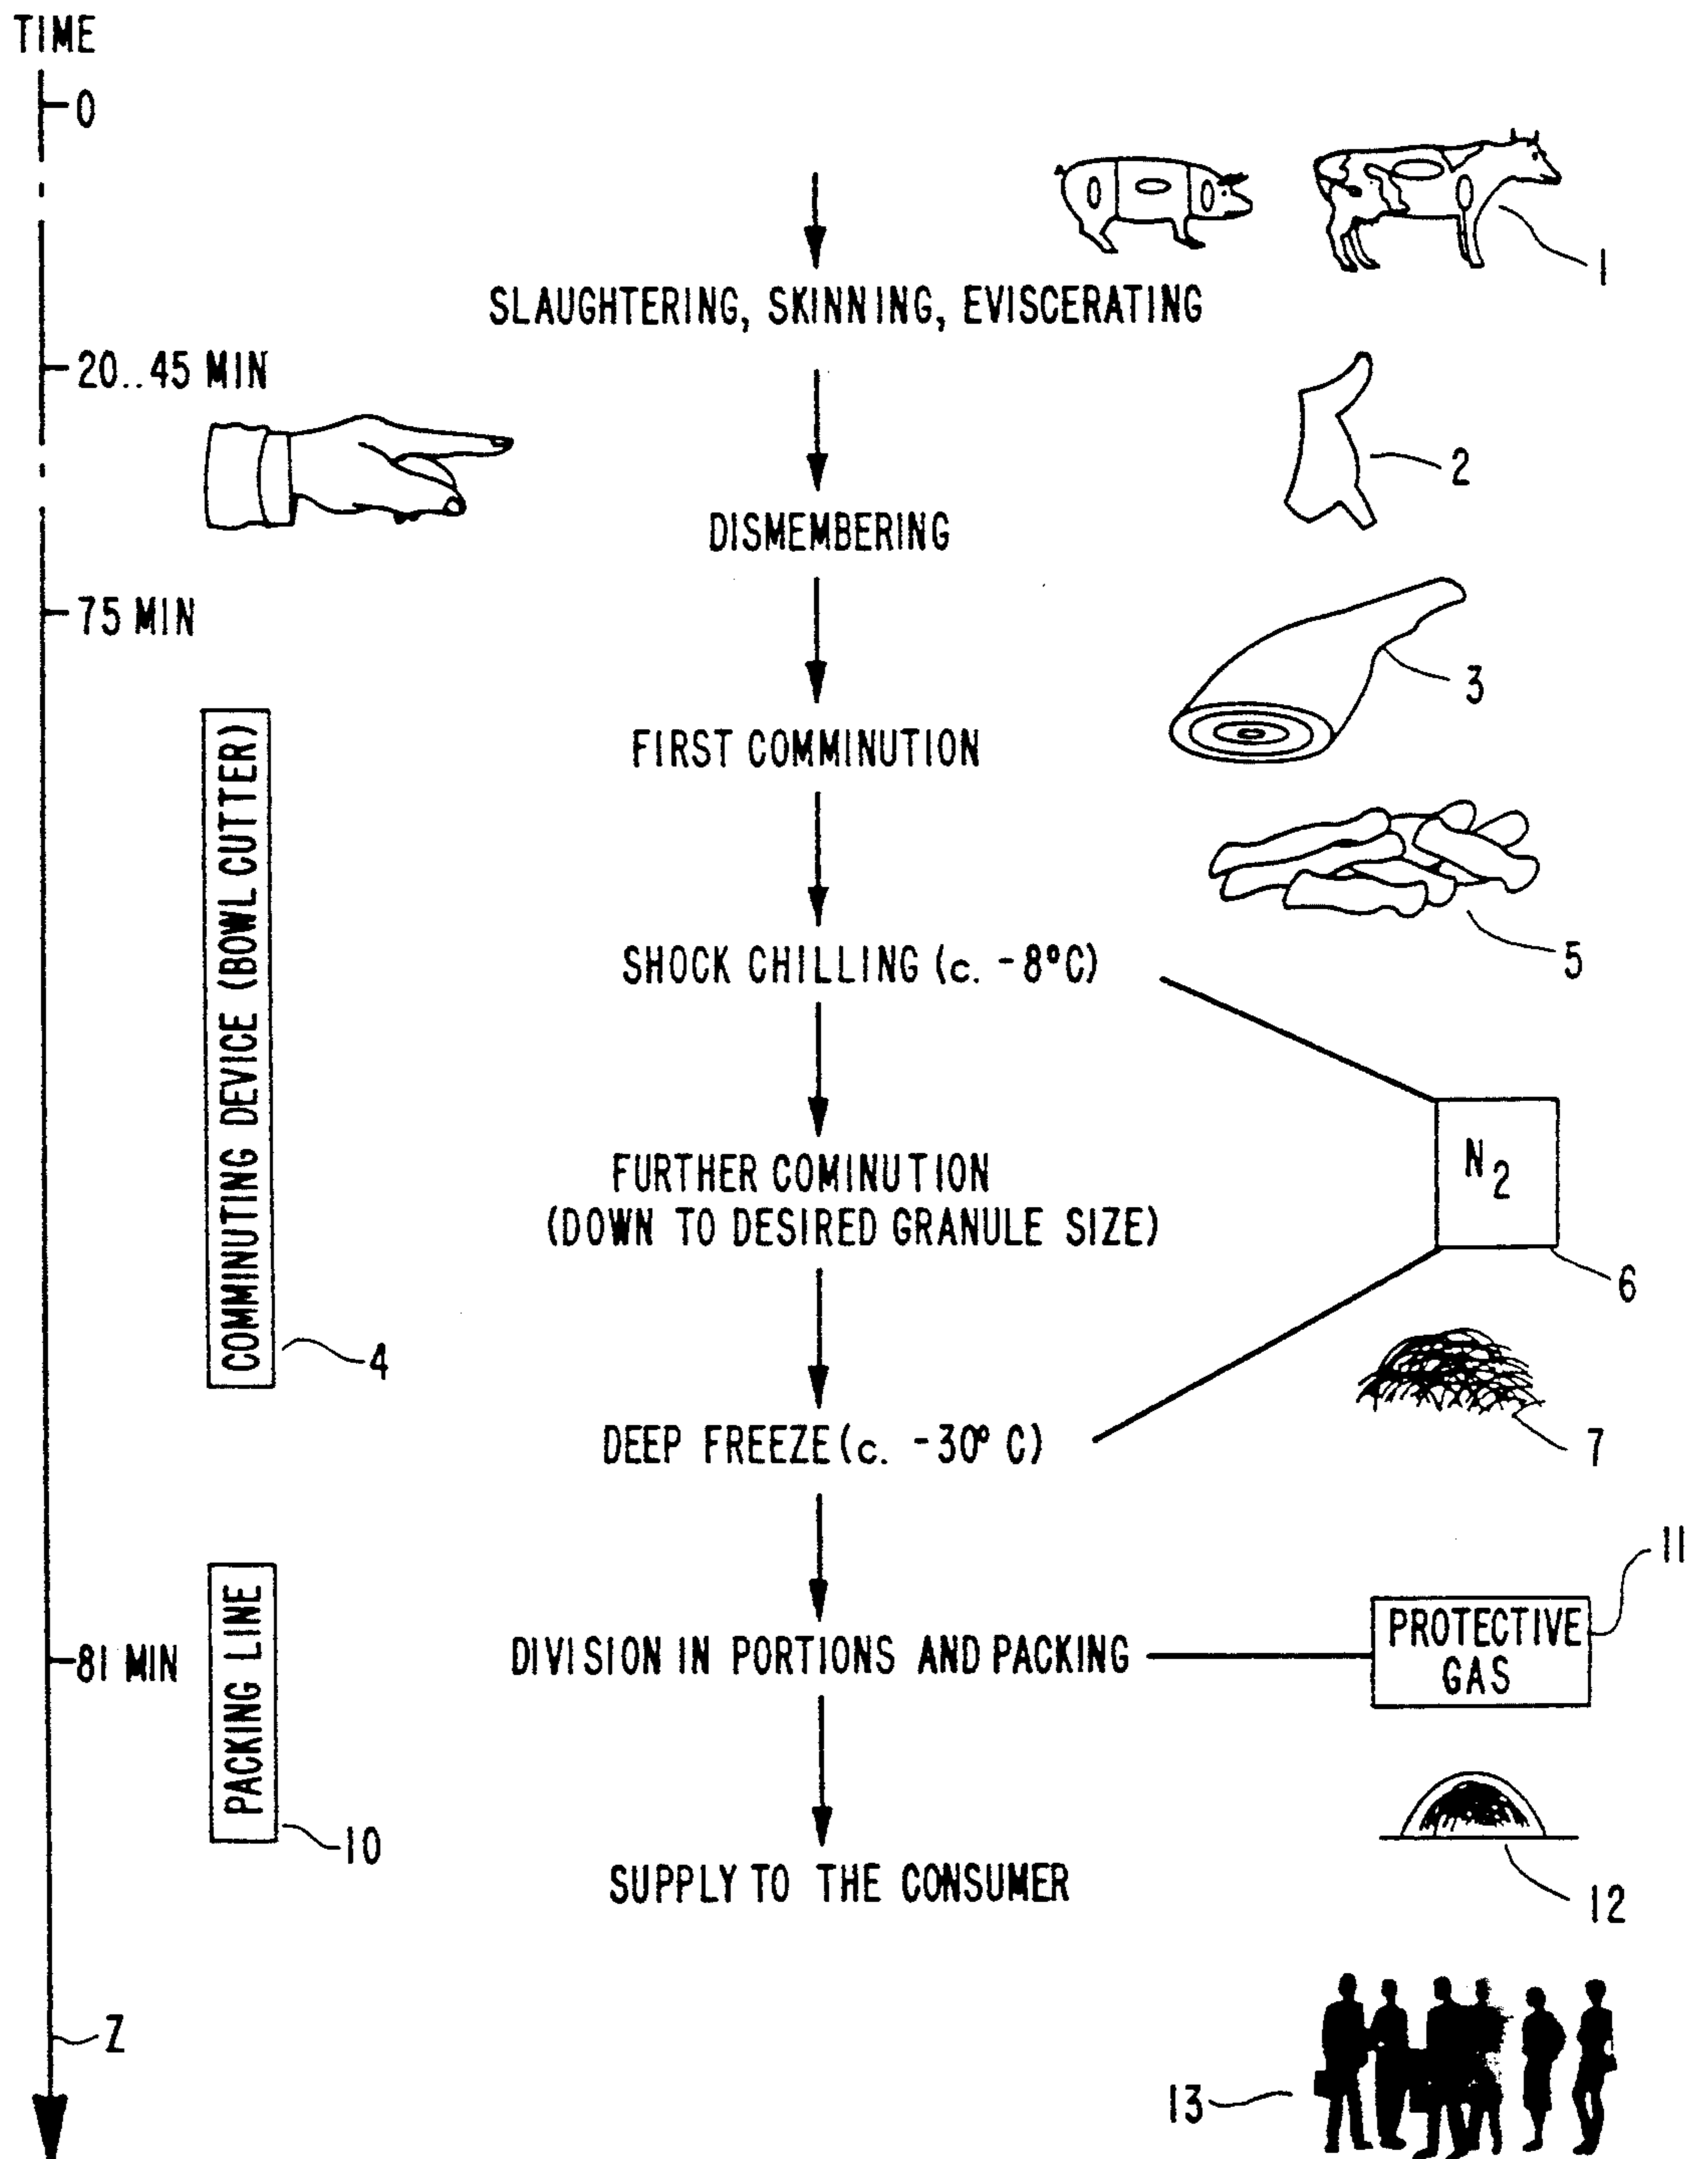 TIME
0
1
SLAUGHTERING, SKINNING, EVISCERATING
20..45 MIN
2
DISMEMBERING
75 MIN
3
FIRST COMMINUTION
COMMINUTING DEVICE (BOWL CUTTER)
5
SHOCK CHILLING (c. -8°C)
N2
FURTHER COMINUTION
(DOWN TO DESIRED GRANULE SIZE)
6
4
DEEP FREEZE (c. -30° C)
7
11
PROTECTIVE
GAS
81 MIN
DIVISION IN PORTIONS AND PACKING
PACKING LINE
10
SUPPLY TO THE CONSUMER
12
Z
13